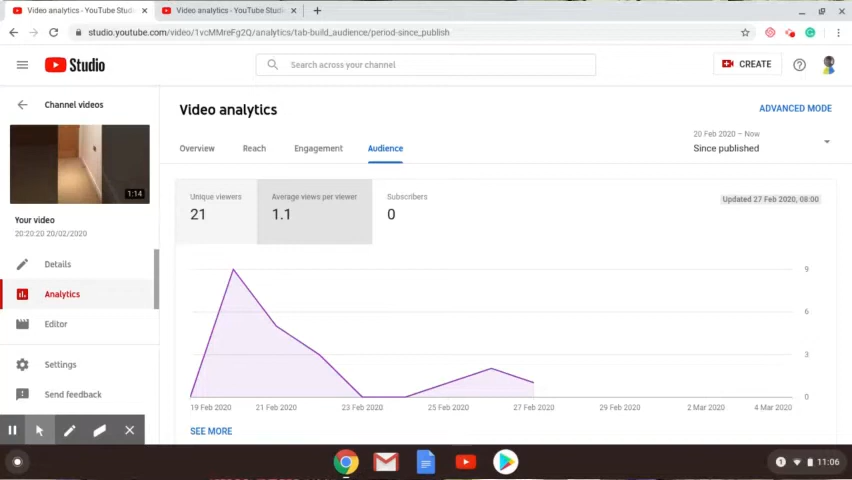 Video analytics - YouTube Studio
Video analytics - YouTube Studio
studio.youtube.com/video/1vcMMreFg2Q/analytics/tab-build_audience/period-since_publish
Studio
Search across your channel
CREATE
Channel videos
Video analytics
ADVANCED MODE
20 Feb 2020 – Now
Since published
Overview
Reach
Engagement
Audience
1:14
Your video
20:20:20 20/02/2020
Unique viewers
21
Average views per viewer
1.1
Subscribers
0
Updated 27 Feb 2020, 08:00
Details
Analytics
Editor
Settings
Send feedback
9
6
3
0
19 Feb 2020
21 Feb 2020
23 Feb 2020
25 Feb 2020
27 Feb 2020
29 Feb 2020
2 Mar 2020
4 Mar 2020
SEE MORE
1
11:06